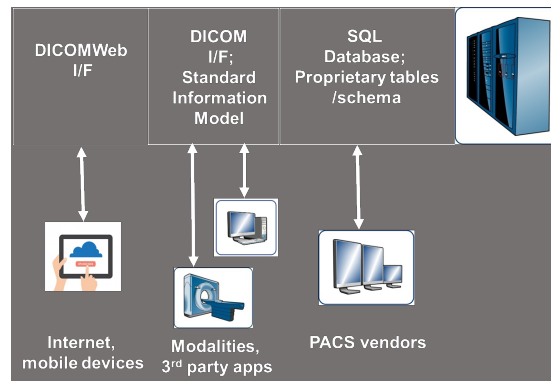 DICOMWeb
I/F
DICOM
I/F;
Standard
Information
Model
SQL
Database;
Proprietary tables
/schema
Internet,
mobile devices
Modalities,
3rd party apps
PACS vendors